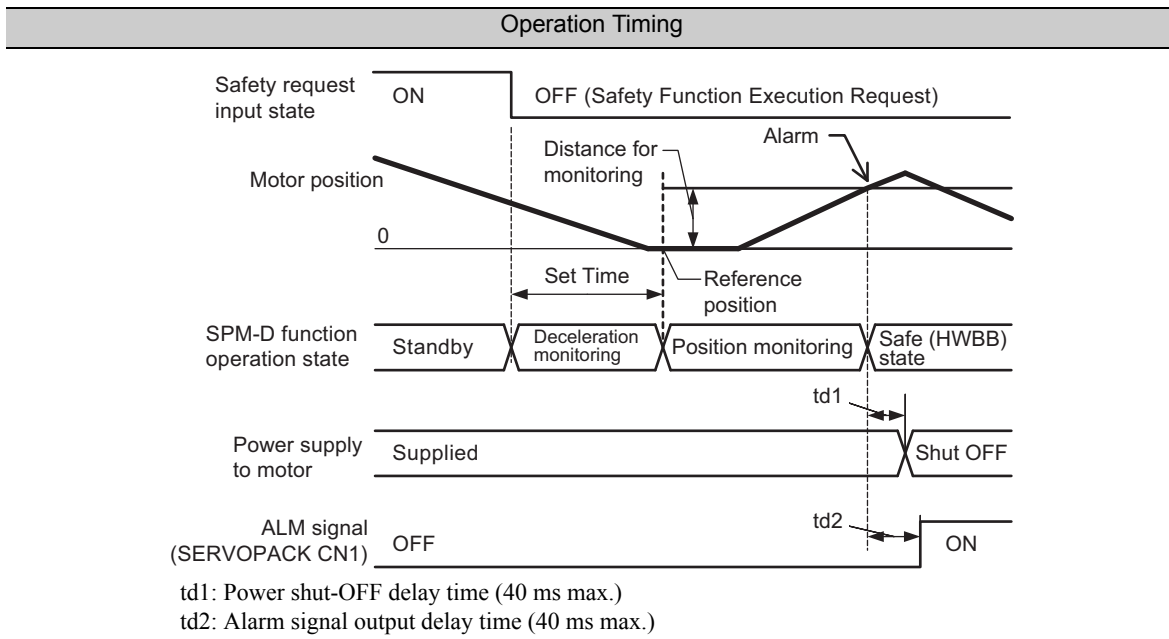 Operation Timing
Safety request
input state
ON
OFF (Safety Function Execution Request)
Motor position
Distance for
monitoring
Alarm
0
Set Time
Reference
position
SPM-D function
operation state
Standby
Deceleration
monitoring
Position monitoring
Safe (HWBB)
state
td1
Power supply
to motor
Supplied
Shut OFF
ALM signal
(SERVOPACK CN1)
OFF
td2
ON
td1: Power shut-OFF delay time (40 ms max.)
td2: Alarm signal output delay time (40 ms max.)